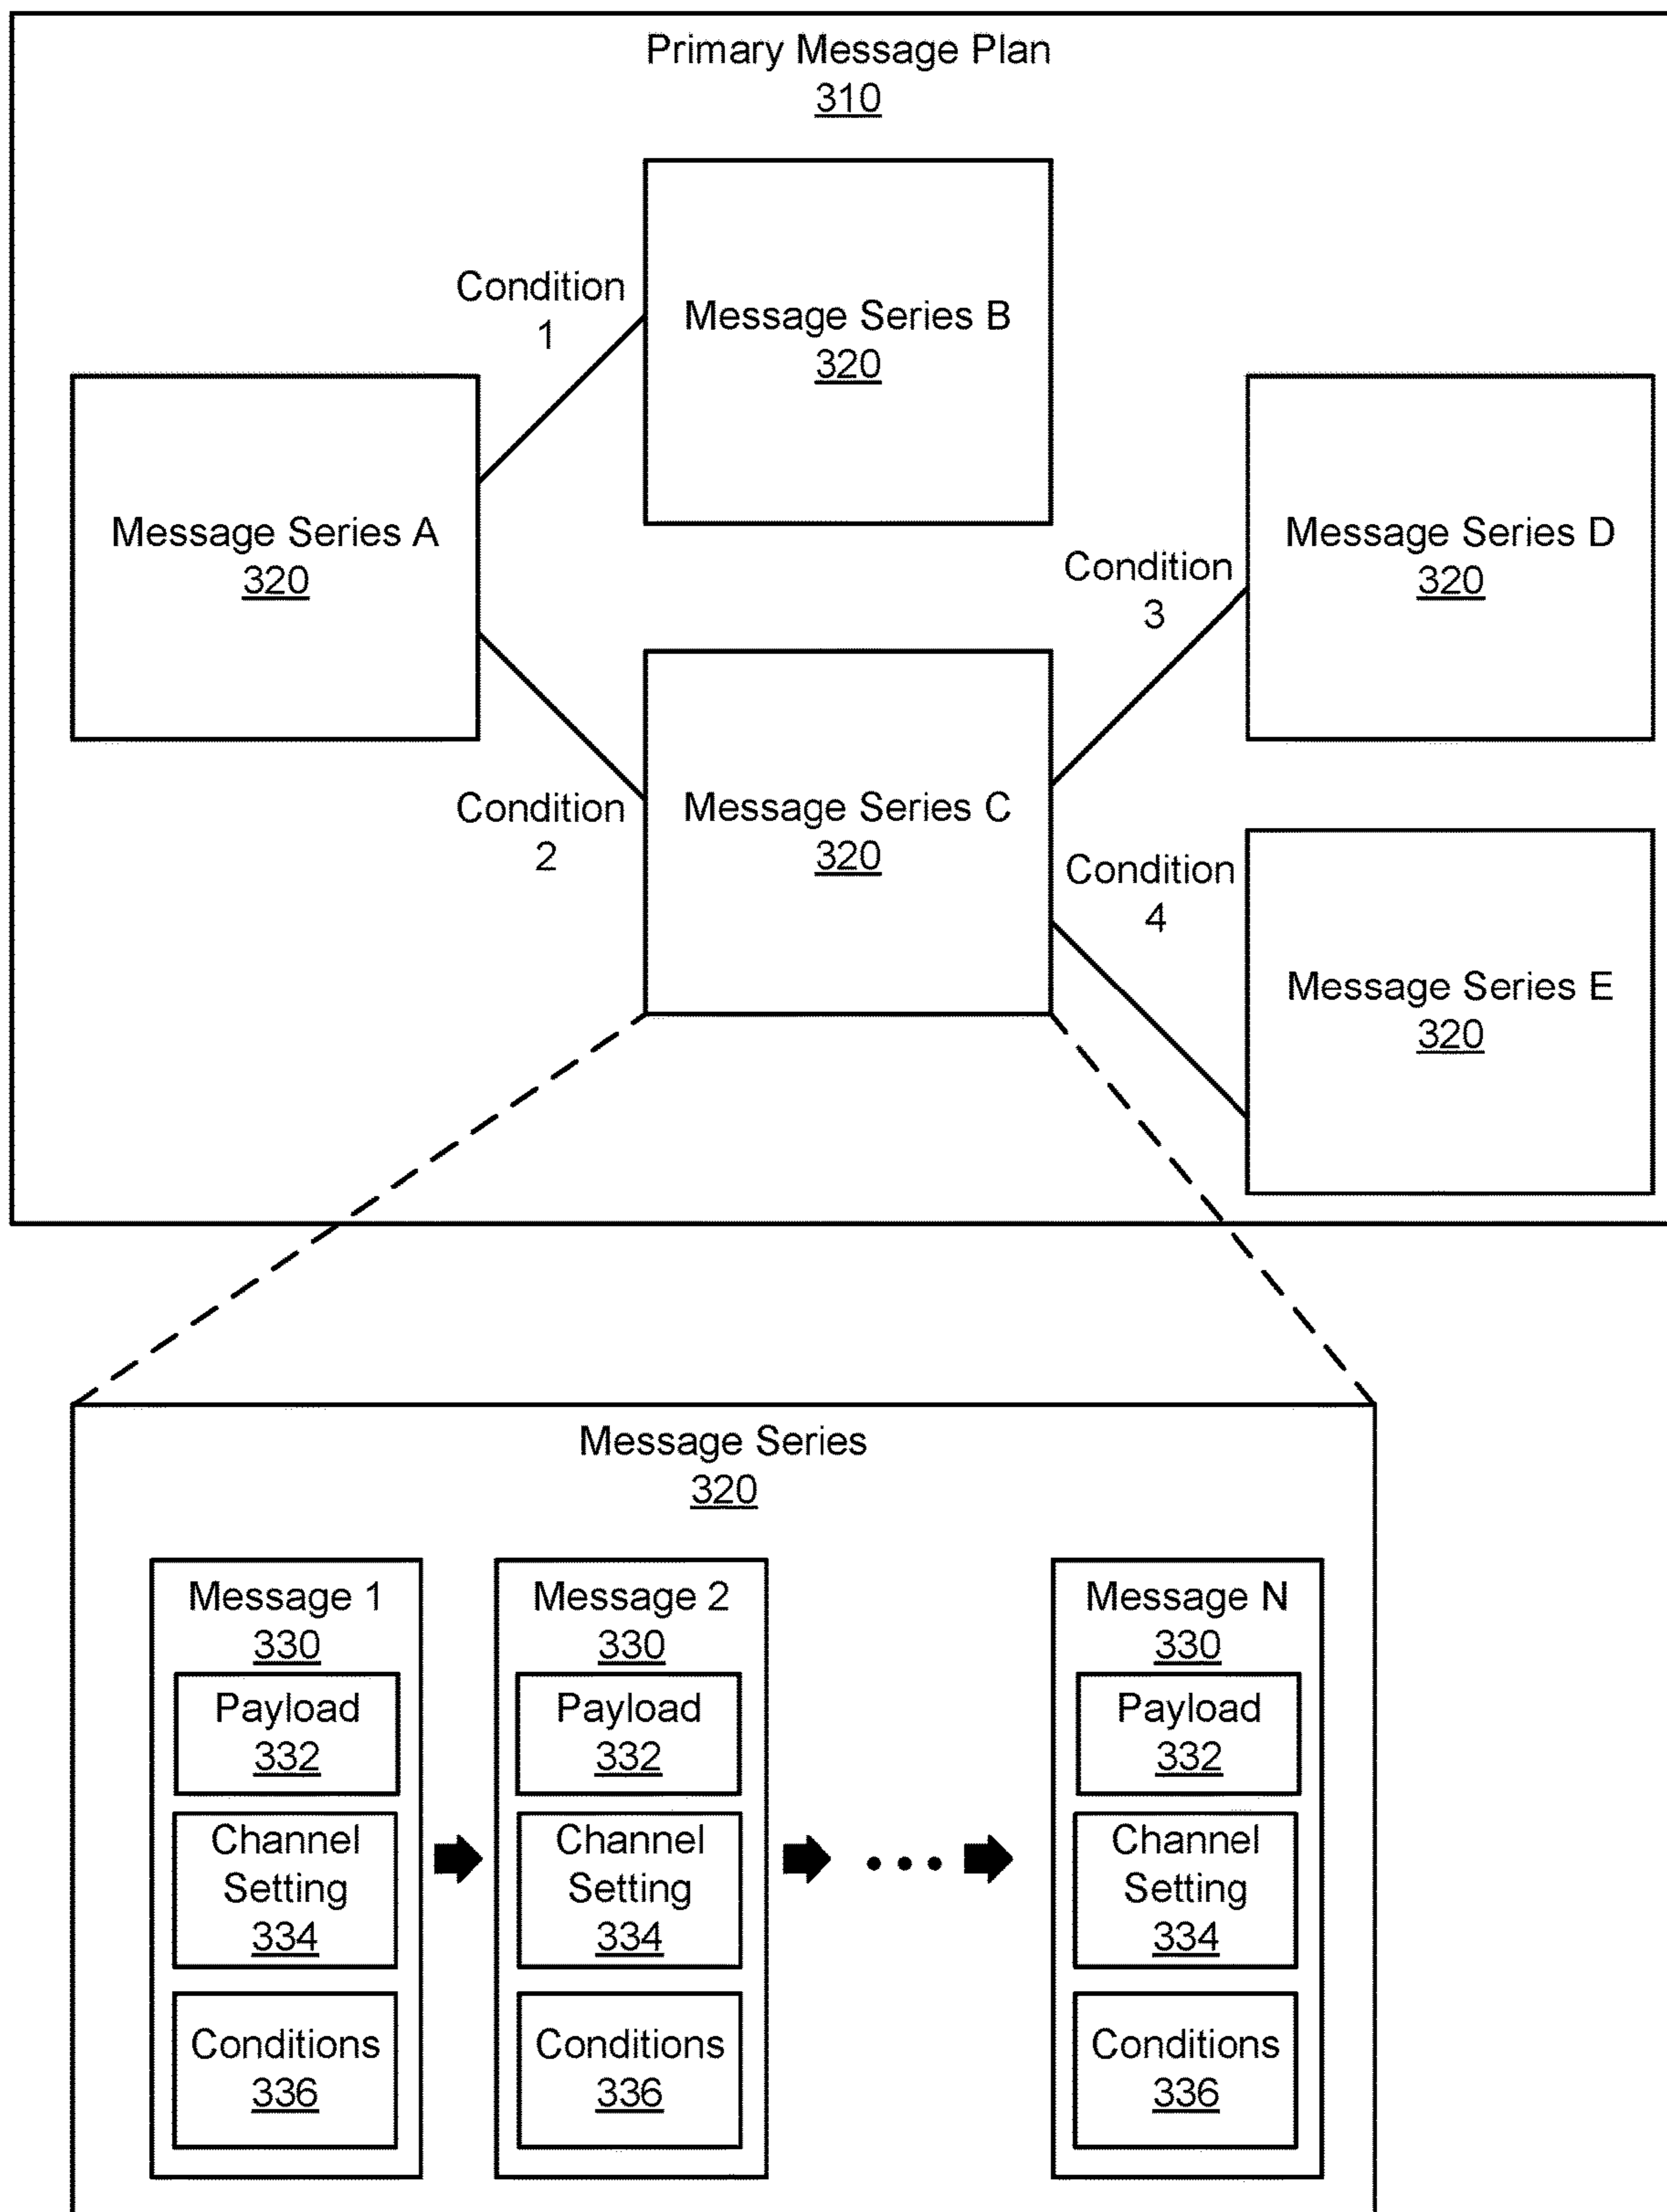 Primary Message Plan
310
Condition
1
Message Series B
320
Message Series A
320
Condition
2
Message Series C
320
Condition
3
Message Series D
320
Condition
4
Message Series E
320
Message Series
320
Message 1
330
Payload
332
Channel
Setting
334
Conditions
336
Message 2
330
Payload
332
Channel
Setting
334
Conditions
336
...
Message N
330
Payload
332
Channel
Setting
334
Conditions
336